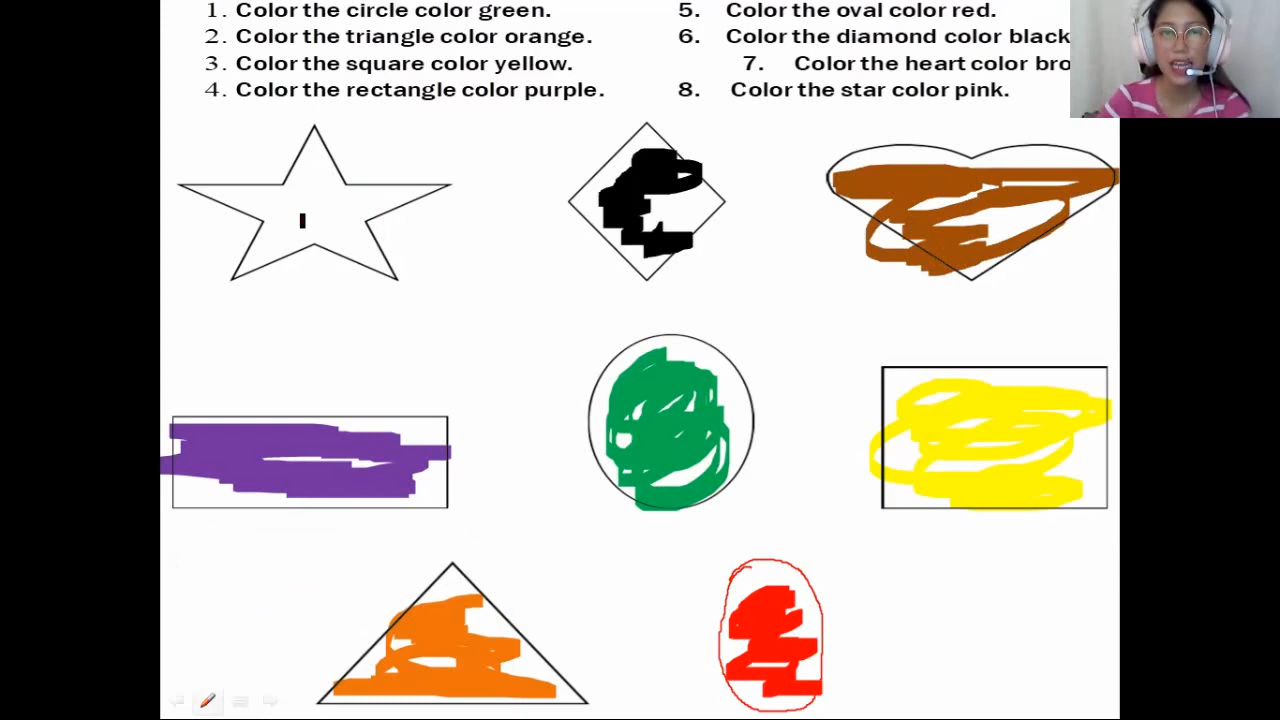 1. Color the circle color green.
2. Color the triangle color orange.
3. Color the square color yellow.
4. Color the rectangle color purple.
5. Color the oval color red.
6. Color the diamond color black
7. Color the heart color bro
8. Color the star color pink.